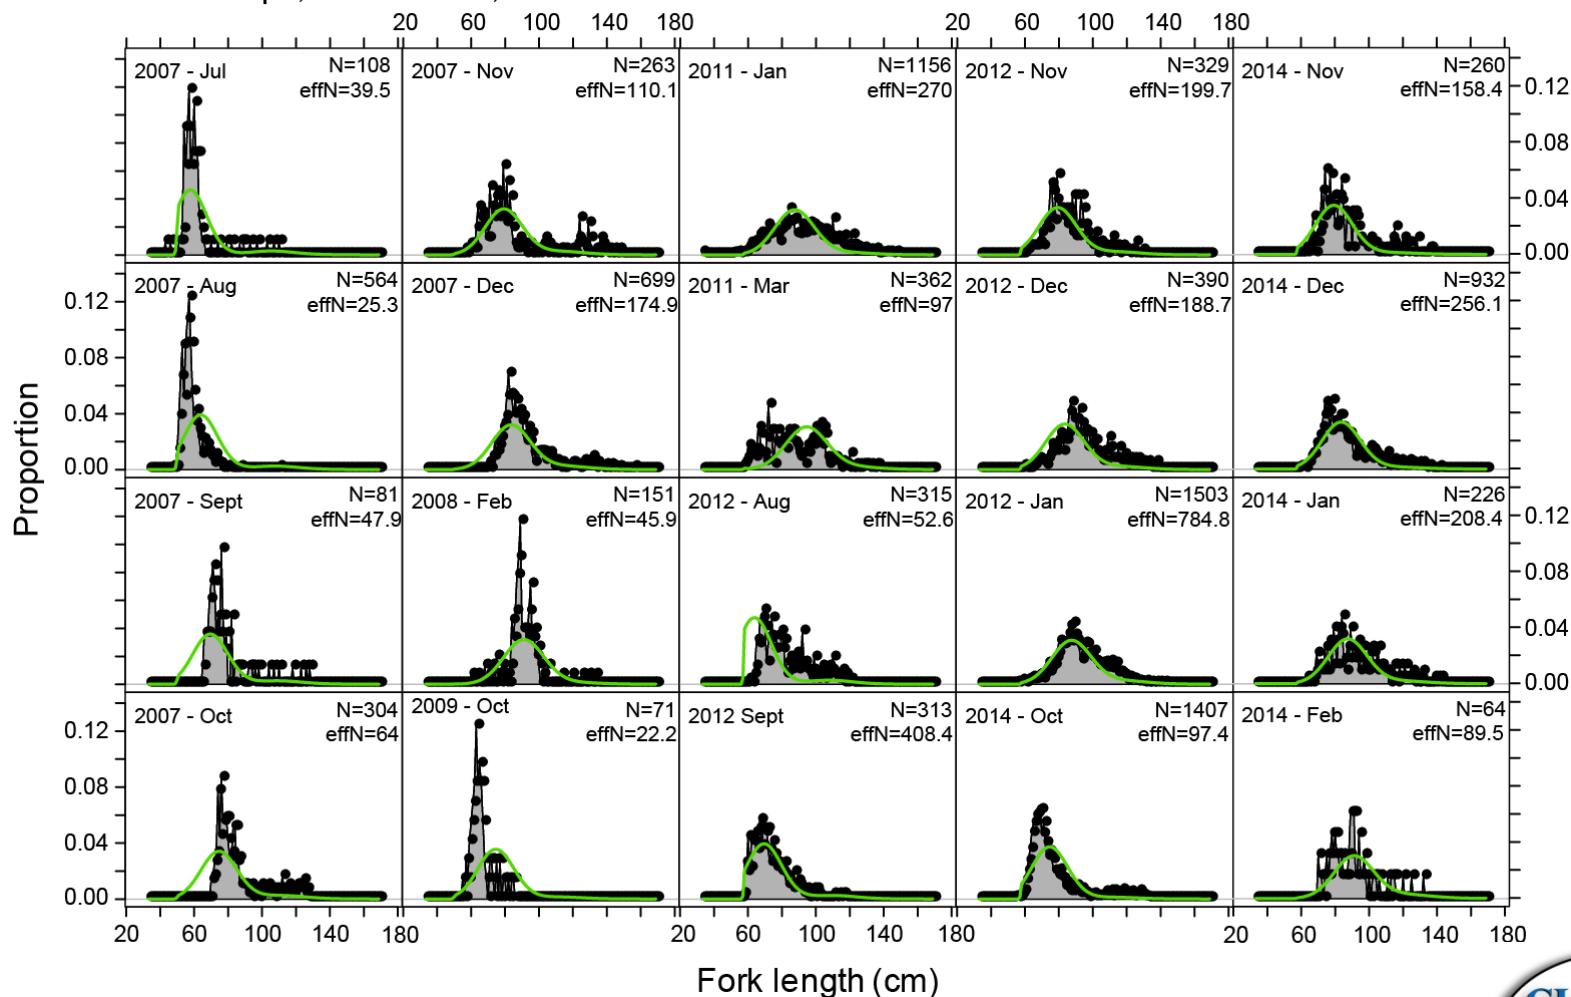 20 60 100 140 180 20 60 100 140 180
2007 - Jul N=108
effN=39.5
2007 - Nov N=263
effN=110.1
2011 - Jan N=1156
effN=270
2012 - Nov N=329
effN=199.7
2014 - Nov N=260
effN=158.4
0.12
0.08
0.04
0.00
2007 - Aug N=564
effN=25.3
2007 - Dec N=699
effN=174.9
2011 - Mar N=362
effN=97
2012 - Dec N=390
effN=188.7
2014 - Dec N=932
effN=256.1
0.12
0.08
0.04
0.00
Proportion
2007 - Sept N=81
effN=47.9
2008 - Feb N=151
effN=45.9
2012 - Aug N=315
effN=52.6
2012 - Jan N=1503
effN=784.8
2014 - Jan N=226
effN=208.4
0.12
0.08
0.04
0.00
2007 - Oct N=304
effN=64
2009 - Oct N=71
effN=22.2
2012 Sept N=313
effN=408.4
2014 - Oct N=1407
effN=97.4
2014 - Feb N=64
effN=89.5
0.12
0.08
0.04
0.00
20 60 100 140 180 20 60 100 140 180 20 60 100 140 180
Fork length (cm)